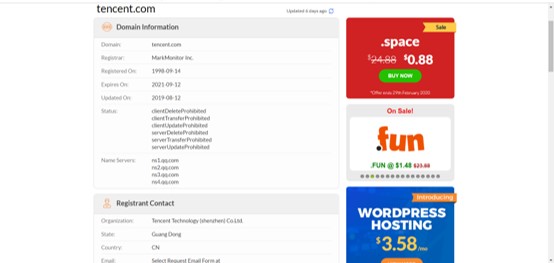 tencent.com
Updated 6 days ago
Domain Information
Domain: tencent.com
Registrar: MarkMonitor Inc.
Registered On: 1998-09-14
Expires On: 2021-09-12
Updated On: 2019-08-12
Status: clientDeleteProhibited
clientTransferProhibited
clientUpdateProhibited
serverDeleteProhibited
serverTransferProhibited
serverUpdateProhibited
Name Servers: ns1.qq.com
ns2.qq.com
ns3.qq.com
ns4.qq.com
Registrant Contact
Organization: Tencent Technology (shenzhen) Co.Ltd.
State: Guang Dong
Country: CN
Email: Select Request Email Form at
Sale
.space
$24.88 $0.88
BUY NOW
*Offer ends 29th February 2020
On Sale!
.fun
.FUN @ $1.48 $23.88
Introducing
WORDPRESS
HOSTING
$3.58 /mo